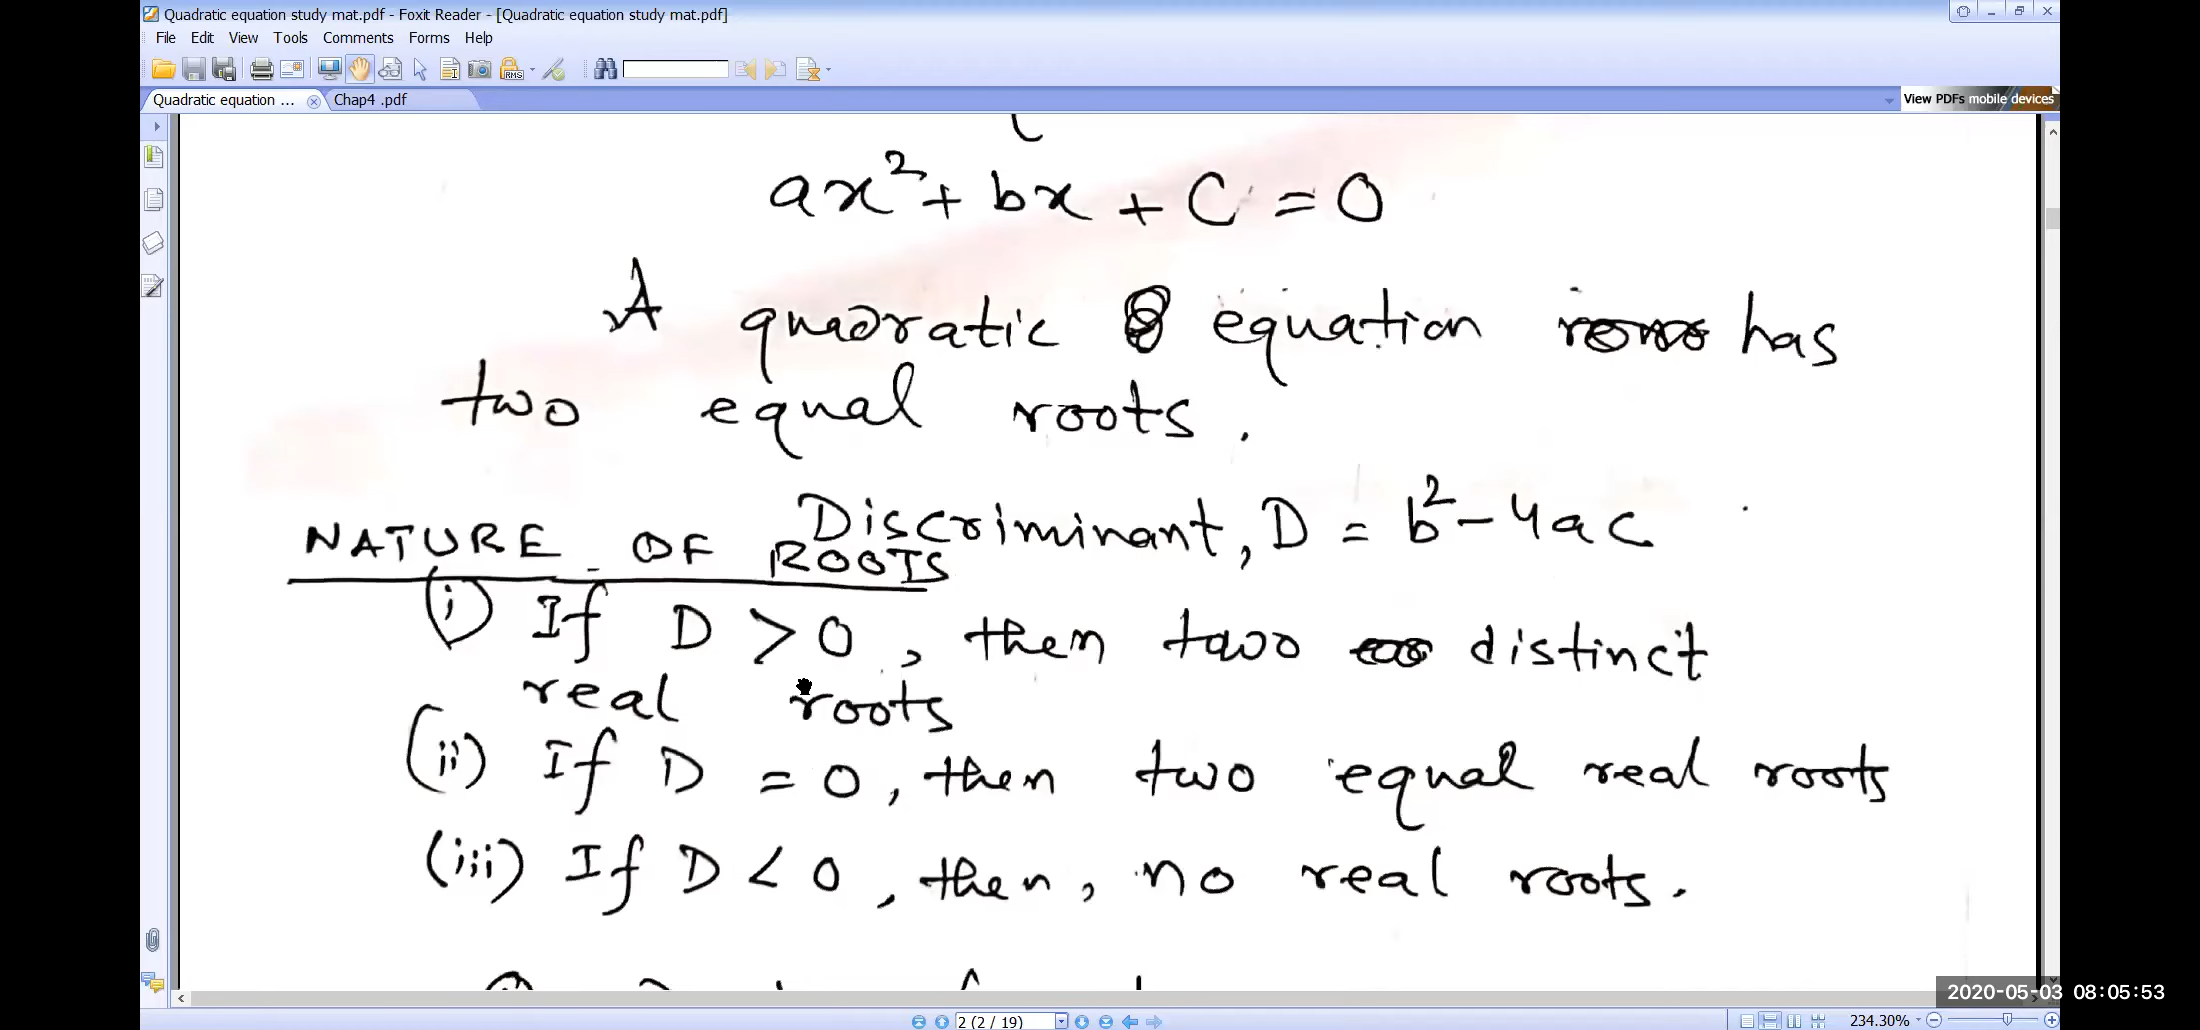 Quadratic equation study mat.pdf - Foxit Reader - [Quadratic equation study mat.pdf]
File Edit View Tools Comments Forms Help
RMS
Quadratic equation ... Chap4 .pdf
View PDFs mobile devices
ax² + bx + c = 0
A quadratic equation has
two equal roots.
Discriminant, D = b² - 4ac
NATURE OF ROOTS
(i) If D > 0, then two distinct
real roots
(ii) If D = 0, then two equal real roots
(iii) If D < 0, then, no real roots.
2020-05-03 08:05:53
2 (2 / 19)
234.30%